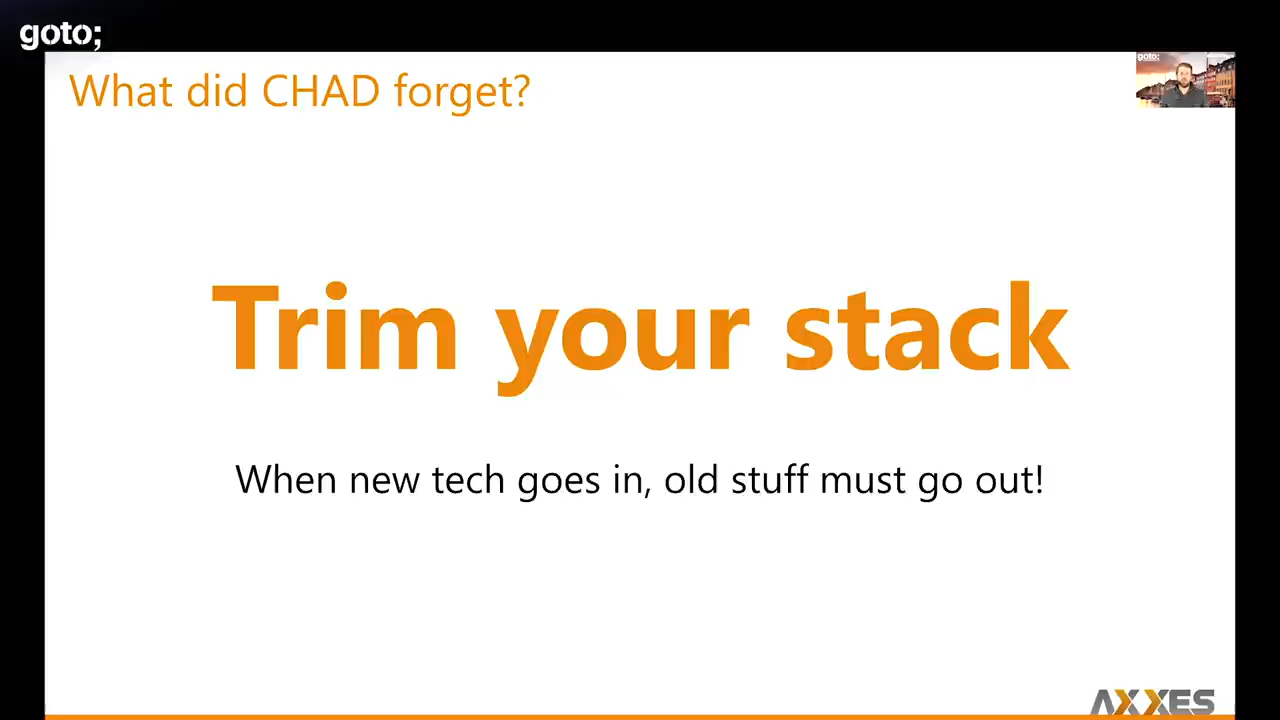 goto;
What did CHAD forget?
goto;
Trim your stack
When new tech goes in, old stuff must go out!
AXXES